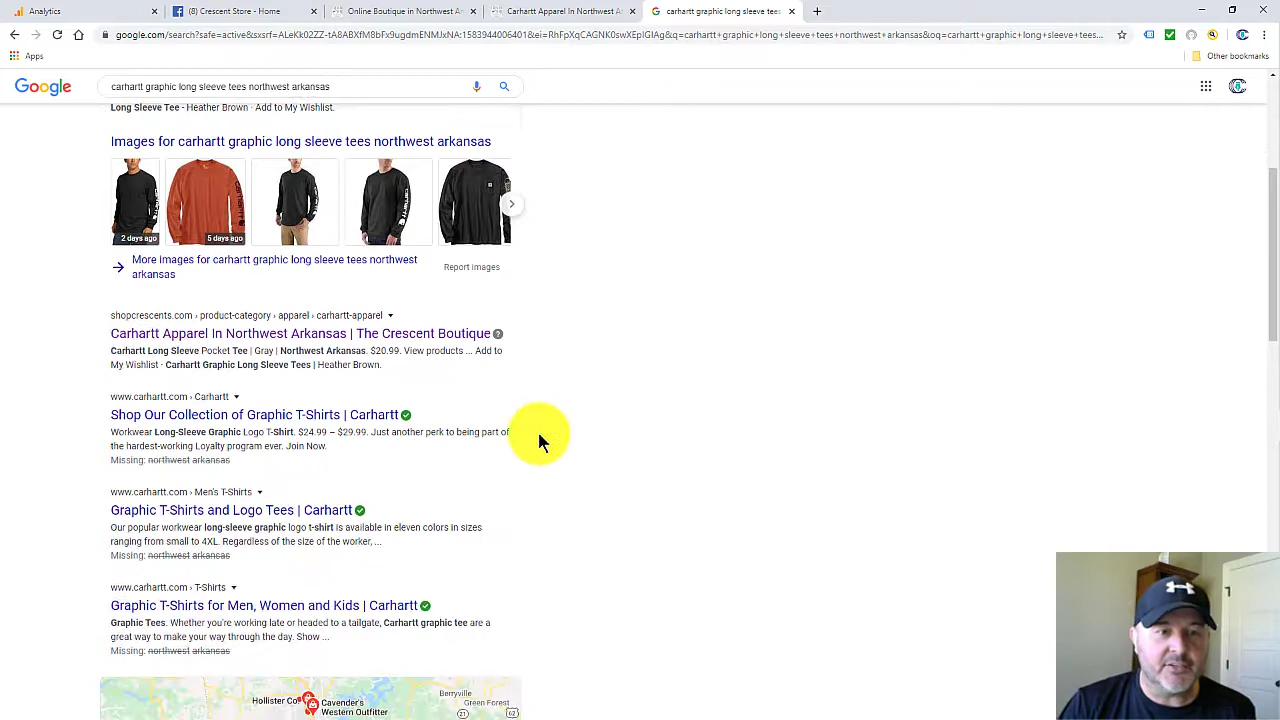 Analytics
(8) Crescent Store - Home
Online Boutique in Northwest Ar
Carhartt Apparel In Northwest Ar
carhartt graphic long sleeve tees
google.com/search?safe=active&sxsrf=ALeKk02ZZ-tA8ABXfM8bFx9ugdmENMJxNA:1583944006401&ei=RhFpXqCAGNK0swXEpIGIAg&q=carhartt+graphic+long+sleeve+tees+northwest+arkansas&oq=carhartt+graphic+long+sleeve+tees...
Apps
Other bookmarks
Google
carhartt graphic long sleeve tees northwest arkansas
Long Sleeve Tee - Heather Brown · Add to My Wishlist.
Images for carhartt graphic long sleeve tees northwest arkansas
2 days ago
5 days ago
More images for carhartt graphic long sleeve tees northwest
arkansas
Report images
shopcrescents.com › product-category › apparel › carhartt-apparel
Carhartt Apparel In Northwest Arkansas | The Crescent Boutique
Carhartt Long Sleeve Pocket Tee | Gray | Northwest Arkansas. $20.99. View products ... Add to
My Wishlist · Carhartt Graphic Long Sleeve Tees | Heather Brown.
www.carhartt.com › Carhartt
Shop Our Collection of Graphic T-Shirts | Carhartt
Workwear Long-Sleeve Graphic Logo T-Shirt. $24.99 – $29.99. Just another perk to being part of
the hardest-working Loyalty program ever. Join Now.
Missing: northwest arkansas
www.carhartt.com › Men's T-Shirts
Graphic T-Shirts and Logo Tees | Carhartt
Our popular workwear long-sleeve graphic logo t-shirt is available in eleven colors in sizes
ranging from small to 4XL. Regardless of the size of the worker, ...
Missing: northwest arkansas
www.carhartt.com › T-Shirts
Graphic T-Shirts for Men, Women and Kids | Carhartt
Graphic Tees. Whether you're working late or headed to a tailgate, Carhartt graphic tee are a
great way to make your way through the day. Show ...
Missing: northwest arkansas
Hollister Co
Cavender's
Western Outfitter
Berryville
Green Forest
21
62